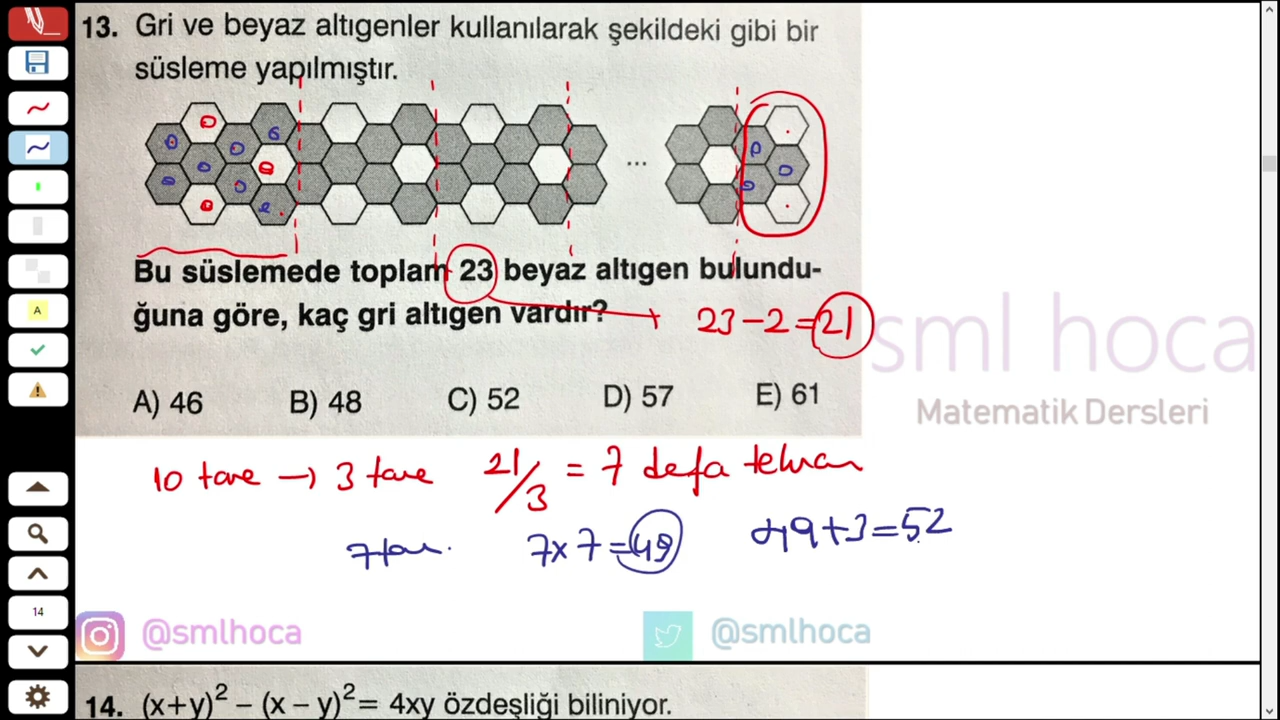 13. Gri ve beyaz altıgenler kullanılarak şekildeki gibi bir
süsleme yapılmıştır.
...
Bu süslemede toplam 23 beyaz altıgen bulundu-
ğuna göre, kaç gri altıgen vardır?
23-2=21
A) 46 B) 48 C) 52 D) 57 E) 61
sml hoca
Matematik Dersleri
10 tane → 3 tane 21/3 = 7 defa tekrar
7 tan. 7x7=49 49+3=52
@smlhoca @smlhoca
14
A
14. (x+y)² – (x – y)² = 4xy özdeşliği biliniyor.